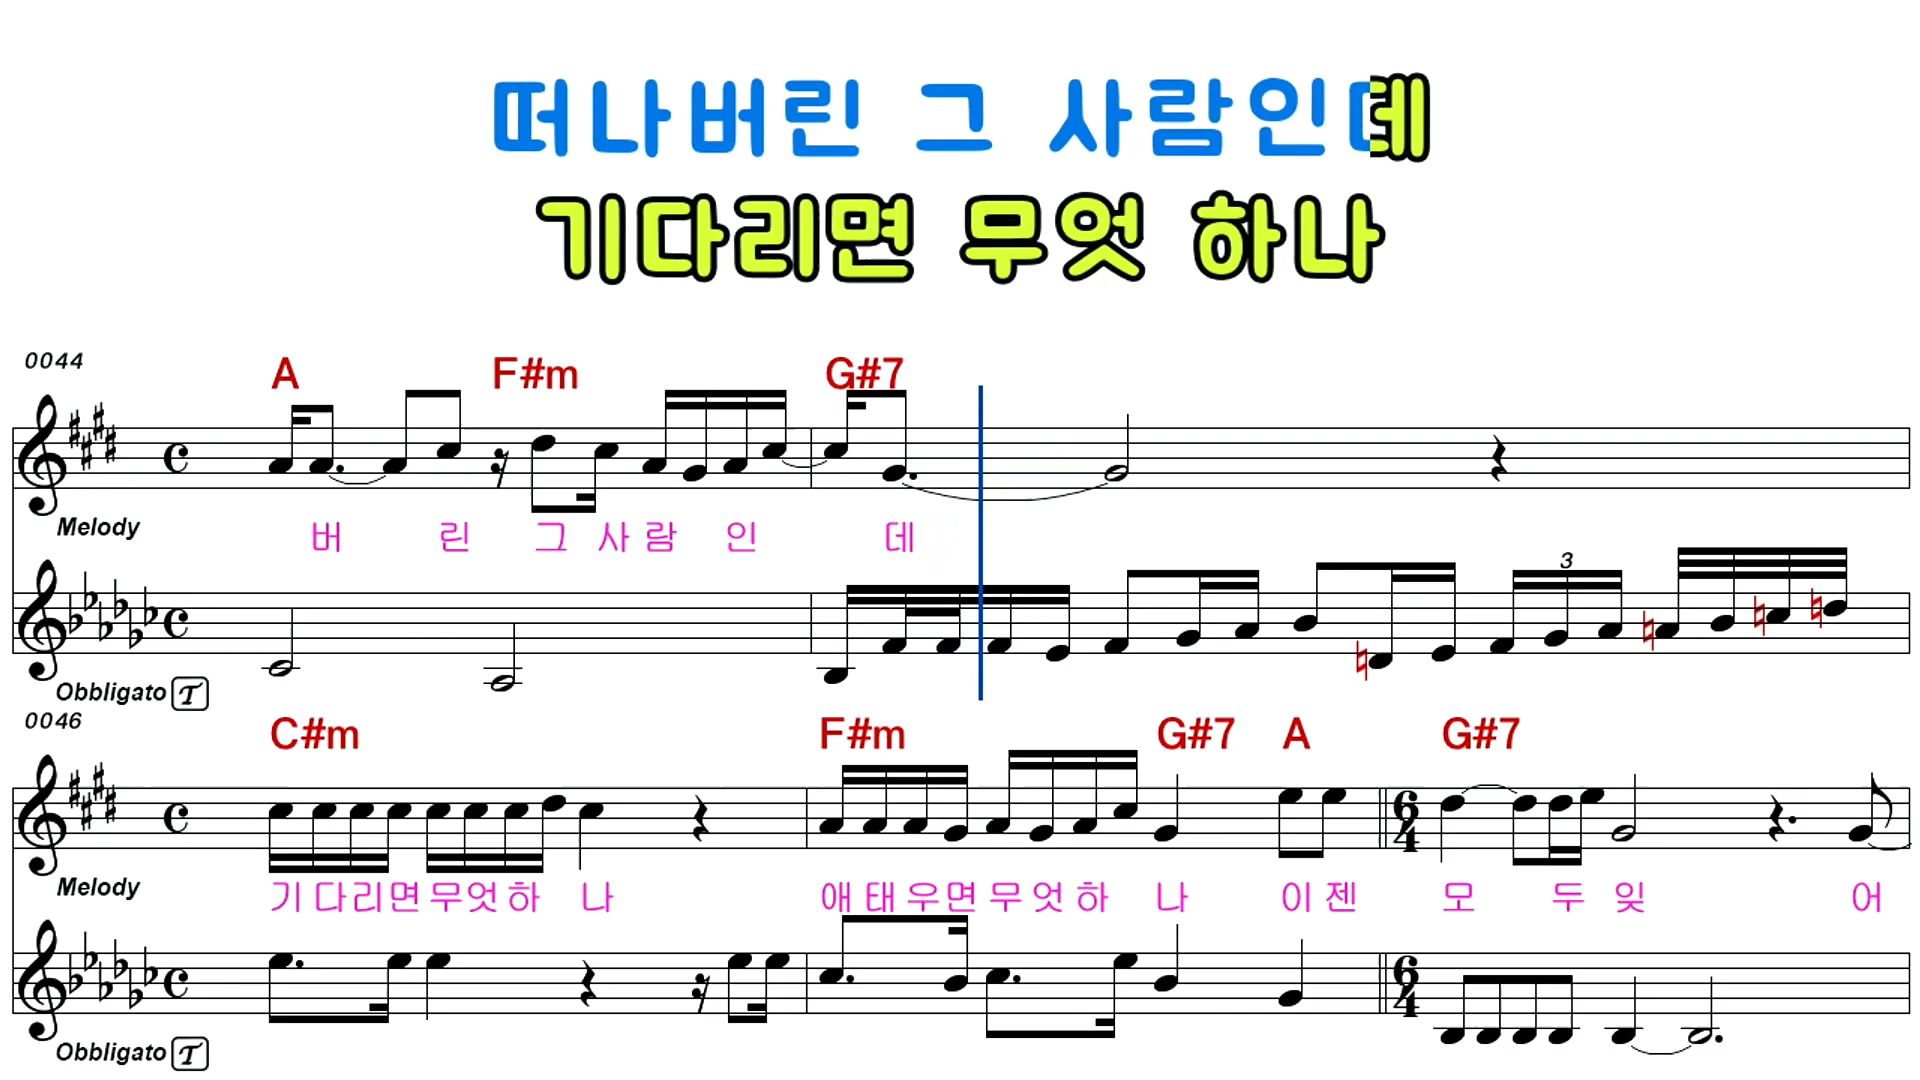 떠나버린 그 사람인데
기다리면 무엇 하나
0044
A F#m G#7
Melody
버 린 그 사 람 인 데
3
Obbligato T
0046
C#m F#m G#7 A G#7
6
4
Melody
기 다리면 무엇 하 나 애 태 우면 무 엇 하 나 이 젠 모 두 잊 어
6
4
Obbligato T